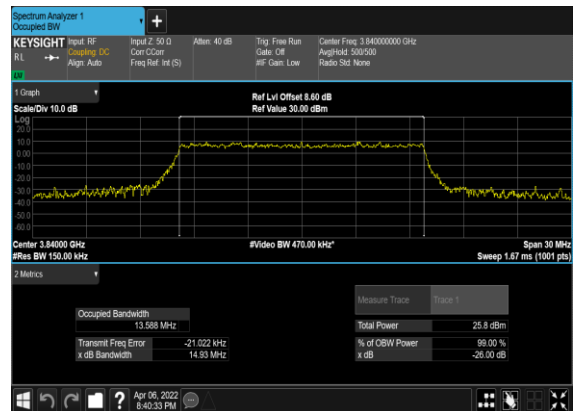 Spectrum Analyzer 1
Occupied BW
KEYSIGHT Input: RF Input Z: 50 Ω Atten: 40 dB Trig: Free Run Center Freq: 3.840000000 GHz
RL Coupling: DC Corr CCorr Gate: Off Avg|Hold: 500/500
Align: Auto Freq Ref: Int (S) #IF Gain: Low Radio Std: None
1 Graph
Ref Lvl Offset 8.60 dB
Scale/Div 10.0 dB Ref Value 30.00 dBm
Log
20.0
10.0
0.00
-10.0
-20.0
-30.0
-40.0
-50.0
-60.0
Center 3.84000 GHz #Video BW 470.00 kHz* Span 30 MHz
#Res BW 150.00 kHz Sweep 1.67 ms (1001 pts)
2 Metrics
Measure Trace Trace 1
Occupied Bandwidth
13.588 MHz Total Power 25.8 dBm
Transmit Freq Error -21.022 kHz % of OBW Power 99.00 %
x dB Bandwidth 14.93 MHz x dB -26.00 dB
Apr 06, 2022
8:40:33 PM